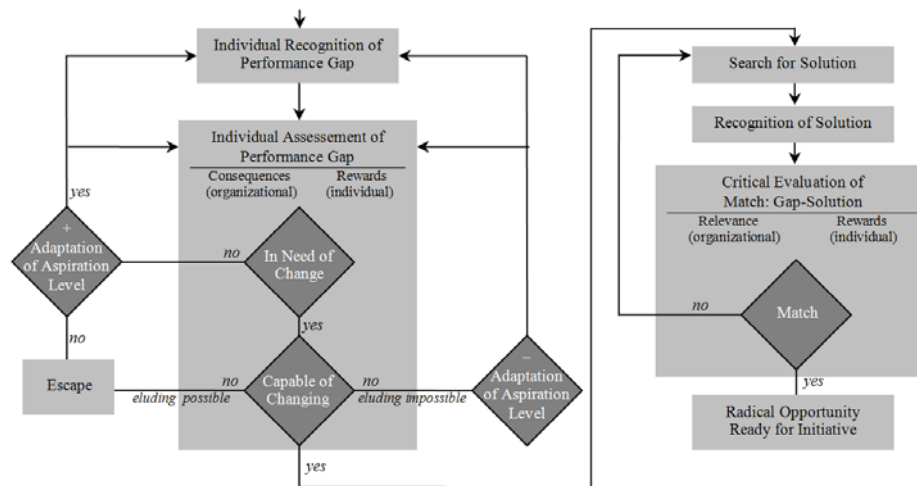 Individual Recognition of
Performance Gap
Individual Assessement of
Performance Gap
Consequences
(organizational)
Rewards
(individual)
yes
+
Adaptation
of Aspiration
Level
no
In Need of
Change
no
yes
Escape
no
eluding possible
Capable of
Changing
no
eluding impossible
–
Adaptation
of Aspiration
Level
yes
Search for Solution
Recognition of Solution
Critical Evaluation of
Match: Gap-Solution
Relevance
(organizational)
Rewards
(individual)
no
Match
yes
Radical Opportunity
Ready for Initiative